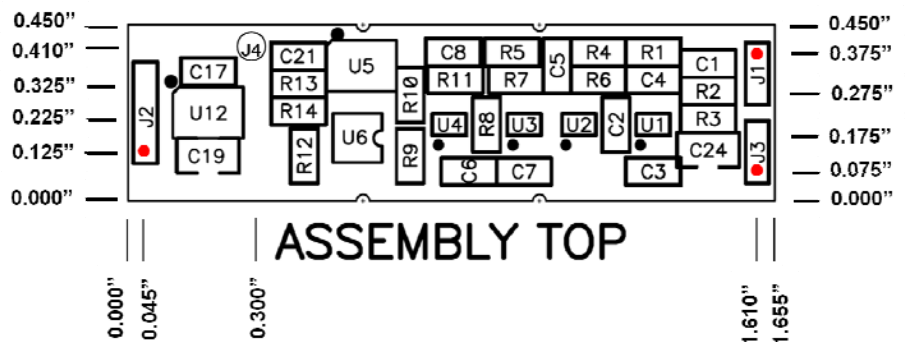 0.450”
0.410”
0.325”
0.225”
0.125”
0.000”
J2
C17
U12
C19
J4
C21
R13
R14
R12
U5
U6
R10
R9
C8
R5
R11
R7
C5
R4
R1
R6
C4
U4
R8
U3
U2
C2
U1
C6
C7
C3
C1
R2
R3
C24
J1
J3
0.450”
0.375”
0.275”
0.175”
0.075”
0.000”
ASSEMBLY TOP
0.000”
0.045”
0.300”
1.610”
1.655”